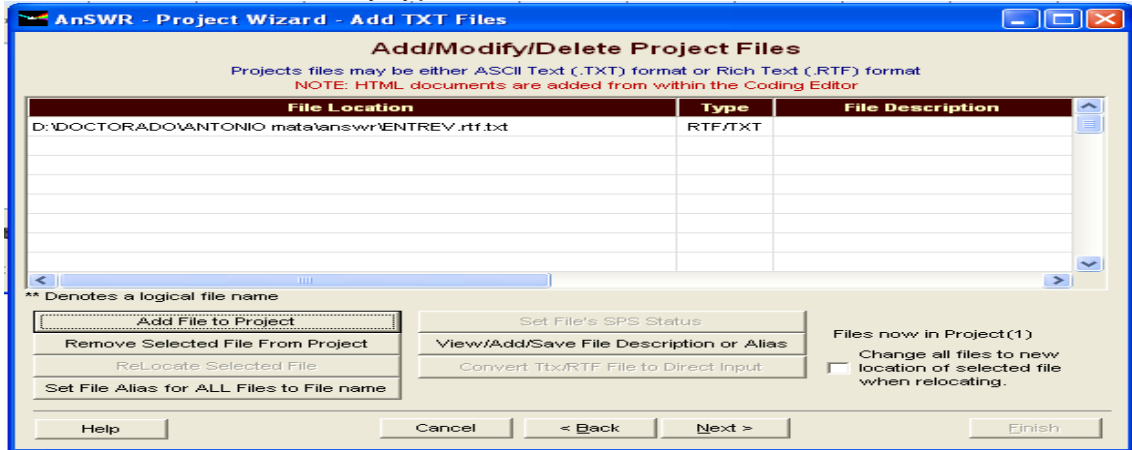 AnSWR - Project Wizard - Add TXT Files
Add/Modify/Delete Project Files
Projects files may be either ASCII Text (.TXT) format or Rich Text (.RTF) format
NOTE: HTML documents are added from within the Coding Editor
File Location Type File Description
D:\DOCTORADO\ANTONIO mata\answr\ENTREV.rtf.txt RTF/TXT
** Denotes a logical file name
Add File to Project Set File's SPS Status
Remove Selected File From Project View/Add/Save File Description or Alias Files now in Project(1)
ReLocate Selected File Convert Ttx/RTF File to Direct Input Change all files to new
location of selected file
Set File Alias for ALL Files to File name when relocating.
Help Cancel < Back Next > Finish